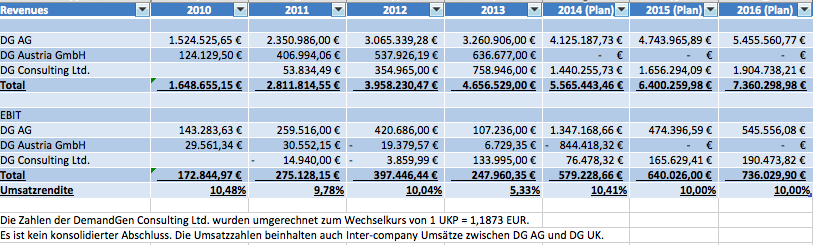 Revenues 2010 2011 2012 2013 2014 (Plan) 2015 (Plan) 2016 (Plan)
DG AG 1.524.525,65 € 2.350.986,00 € 3.065.339,28 € 3.260.906,00 € 4.125.187,73 € 4.743.965,89 € 5.455.560,77 €
DG Austria GmbH 124.129,50 € 406.994,06 € 537.926,19 € 636.677,00 € - € - € - €
DG Consulting Ltd. 53.834,49 € 354.965,00 € 758.946,00 € 1.440.255,73 € 1.656.294,09 € 1.904.738,21 €
Total 1.648.655,15 € 2.811.814,55 € 3.958.230,47 € 4.656.529,00 € 5.565.443,46 € 6.400.259,98 € 7.360.298,98 €
EBIT
DG AG 143.283,63 € 259.516,00 € 420.686,00 € 107.236,00 € 1.347.168,66 € 474.396,59 € 545.556,08 €
DG Austria GmbH 29.561,34 € 30.552,15 € - 19.379,57 € 6.729,35 € - 844.418,32 € - € - €
DG Consulting Ltd. - 14.940,00 € - 3.859,99 € 133.995,00 € 76.478,32 € 165.629,41 € 190.473,82 €
Total 172.844,97 € 275.128,15 € 397.446,44 € 247.960,35 € 579.228,66 € 640.026,00 € 736.029,90 €
Umsatzrendite 10,48% 9,78% 10,04% 5,33% 10,41% 10,00% 10,00%
Die Zahlen der DemandGen Consulting Ltd. wurden umgerechnet zum Wechselkurs von 1 UKP = 1,1873 EUR.
Es ist kein konsolidierter Abschluss. Die Umsatzzahlen beinhalten auch Inter-company Umsätze zwischen DG AG und DG UK.